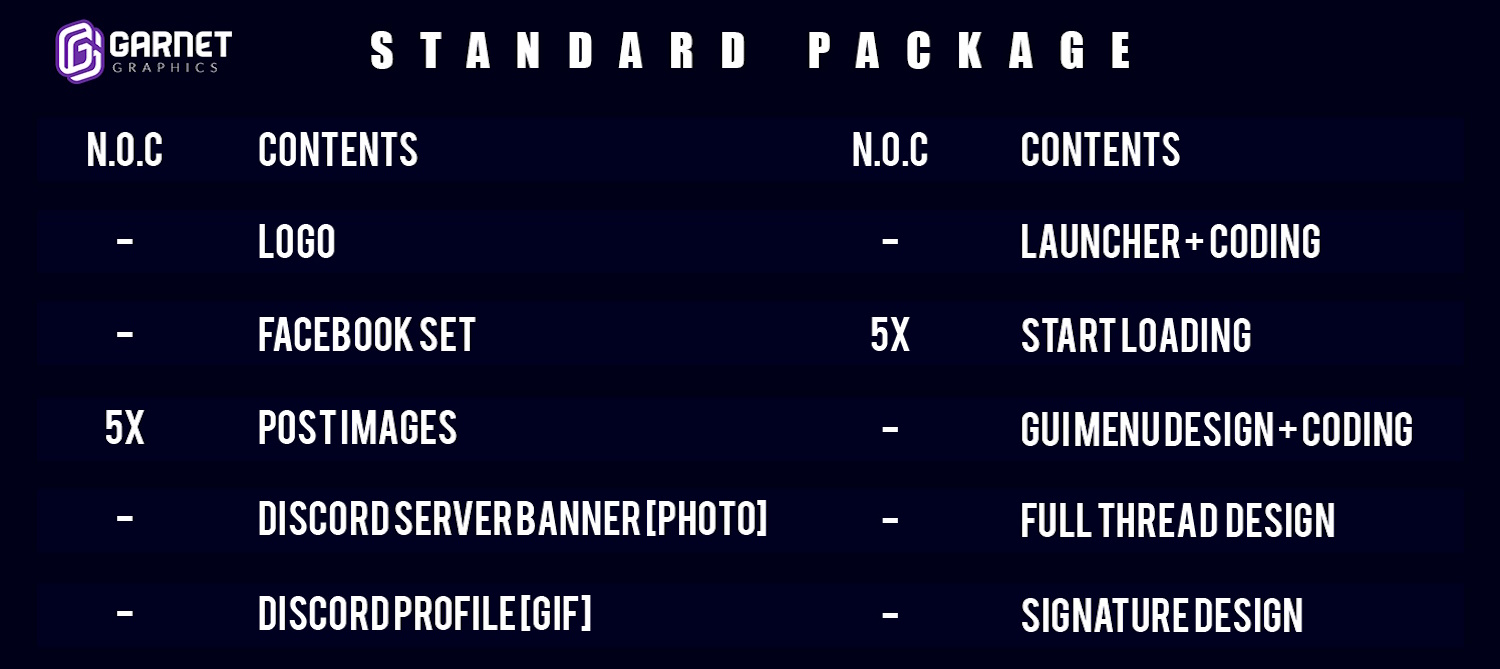 GARNET
GRAPHICS
STANDARD PACKAGE
N.O.C CONTENTS N.O.C CONTENTS
- LOGO - LAUNCHER + CODING
- FACEBOOK SET 5X START LOADING
5X POST IMAGES - GUI MENU DESIGN + CODING
- DISCORD SERVER BANNER [PHOTO] - FULL THREAD DESIGN
- DISCORD PROFILE [GIF] - SIGNATURE DESIGN